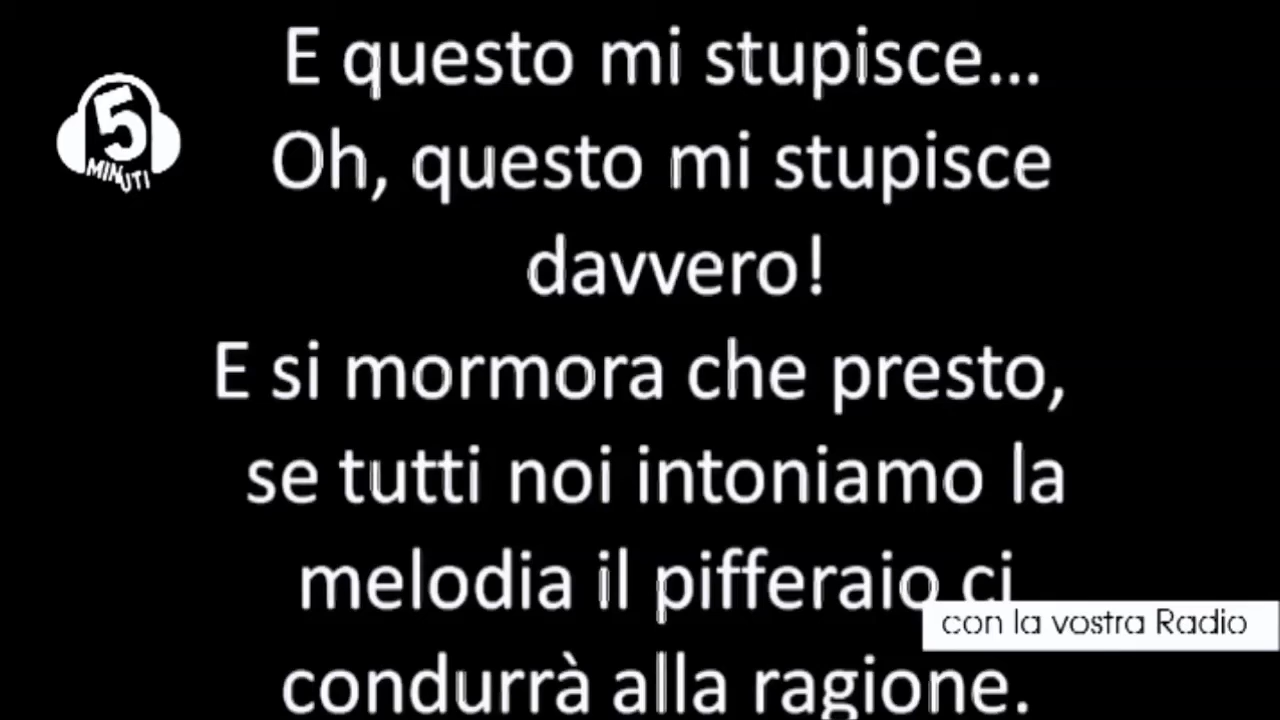 E questo mi stupisce...
Oh, questo mi stupisce
davvero!
E si mormora che presto,
se tutti noi intoniamo la
melodia il pifferaio ci
condurrà alla ragione.
5
MINUTI
con la vostra Radio